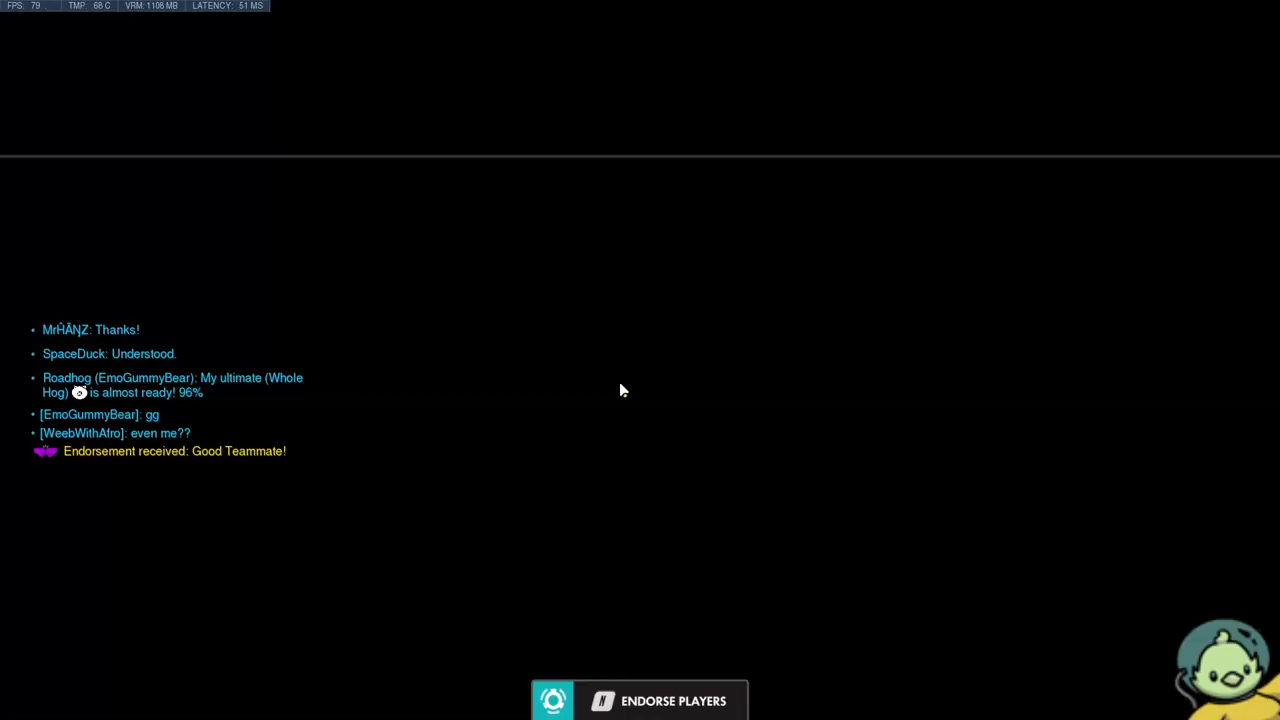 FPS: 79 TMP: 68 C VRM: 1108 MB LATENCY: 51 MS
• MrĤÂŅZ: Thanks!
• SpaceDuck: Understood.
• Roadhog (EmoGummyBear): My ultimate (Whole
Hog) is almost ready! 96%
• [EmoGummyBear]: gg
• [WeebWithAfro]: even me??
Endorsement received: Good Teammate!
N ENDORSE PLAYERS